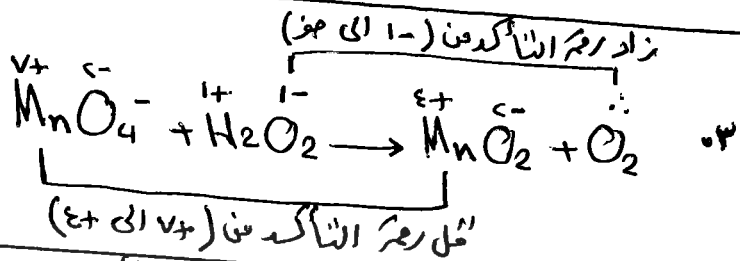 زاد رقم التأكسد من (-١ الى صفر)
٧+ ٢- ١+ ١- ٤+ ٢- ٠
٣. MnO4⁻ + H2O2 → MnO2 + O2
قل رقم التأكسد من (+٧ الى +٤)